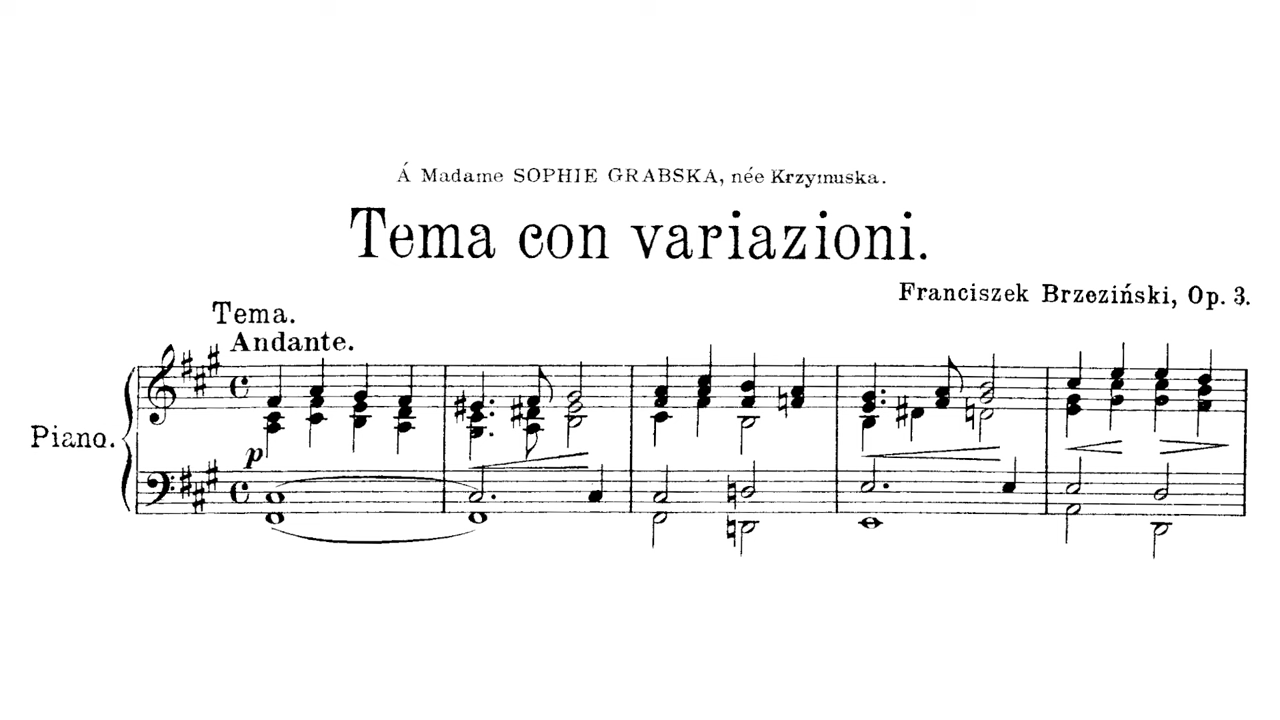 Á Madame SOPHIE GRABSKA, née Krzymuska.
Tema con variazioni.
Franciszek Brzeziński, Op. 3.
Tema.
Andante.
Piano.
p